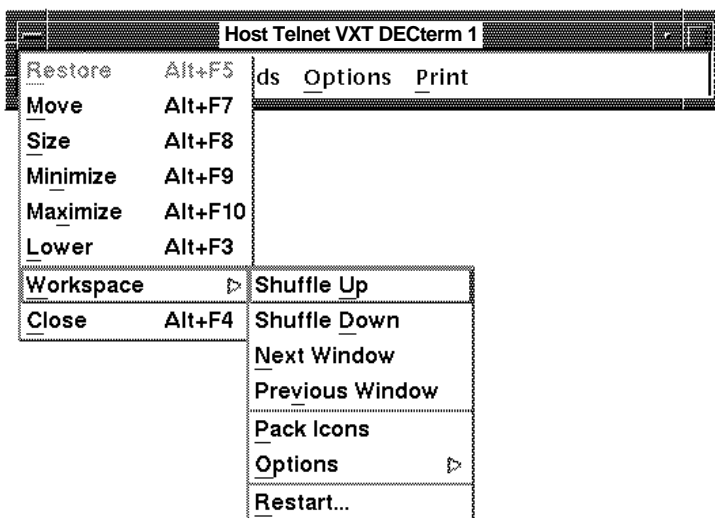 Host Telnet VXT DECterm 1
Restore Alt+F5 ds Options Print
Move Alt+F7
Size Alt+F8
Minimize Alt+F9
Maximize Alt+F10
Lower Alt+F3
Workspace Shuffle Up
Close Alt+F4 Shuffle Down
Next Window
Previous Window
Pack Icons
Options
Restart...